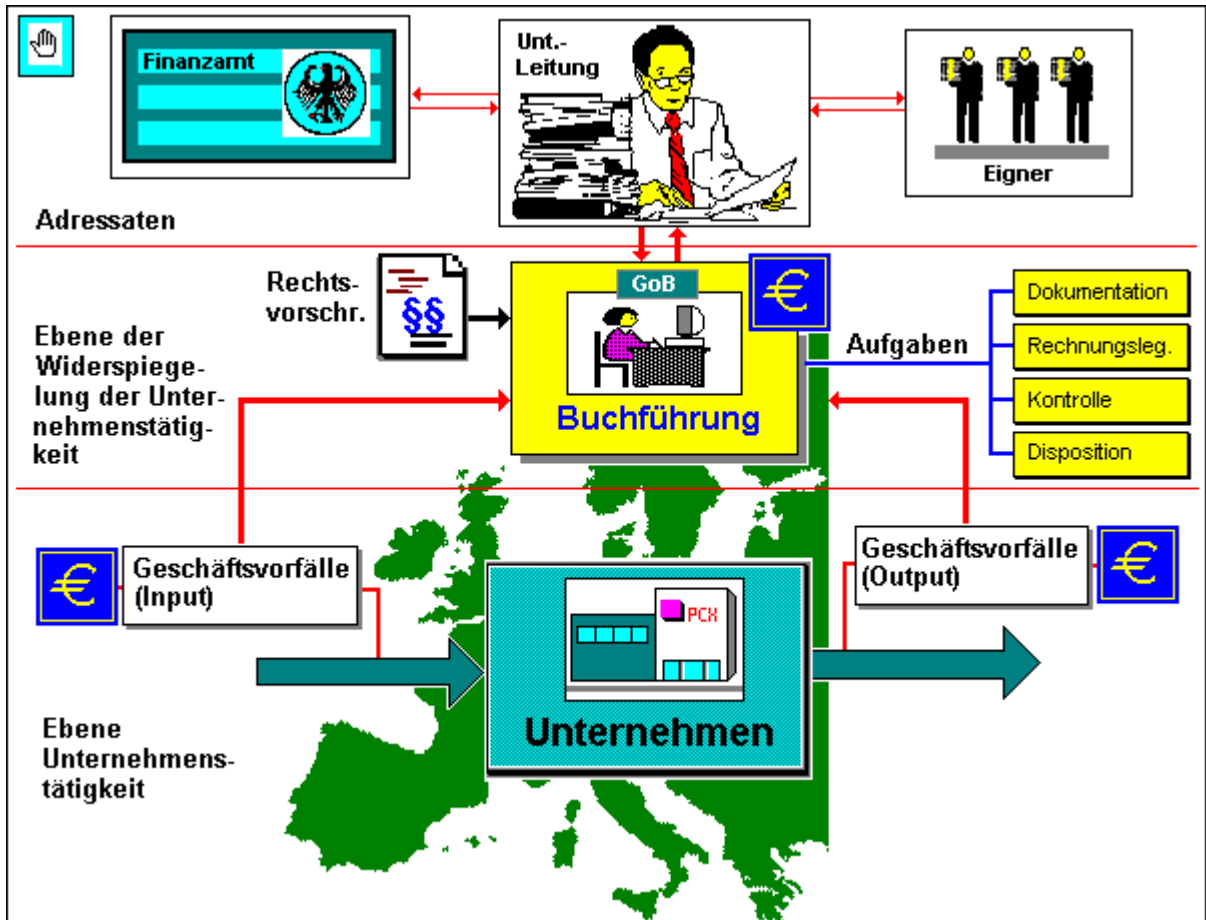 Finanzamt
Unt.-
Leitung
Eigner
Adressaten
Rechts-
vorschr.
§§
GoB
€
Buchführung
Aufgaben
Dokumentation
Rechnungsleg.
Kontrolle
Disposition
Ebene der
Widerspiege-
lung der Unter-
nehmenstätig-
keit
€
Geschäftsvorfälle
(Input)
Geschäftsvorfälle
(Output)
€
PCX
Unternehmen
Ebene
Unternehmens-
tätigkeit